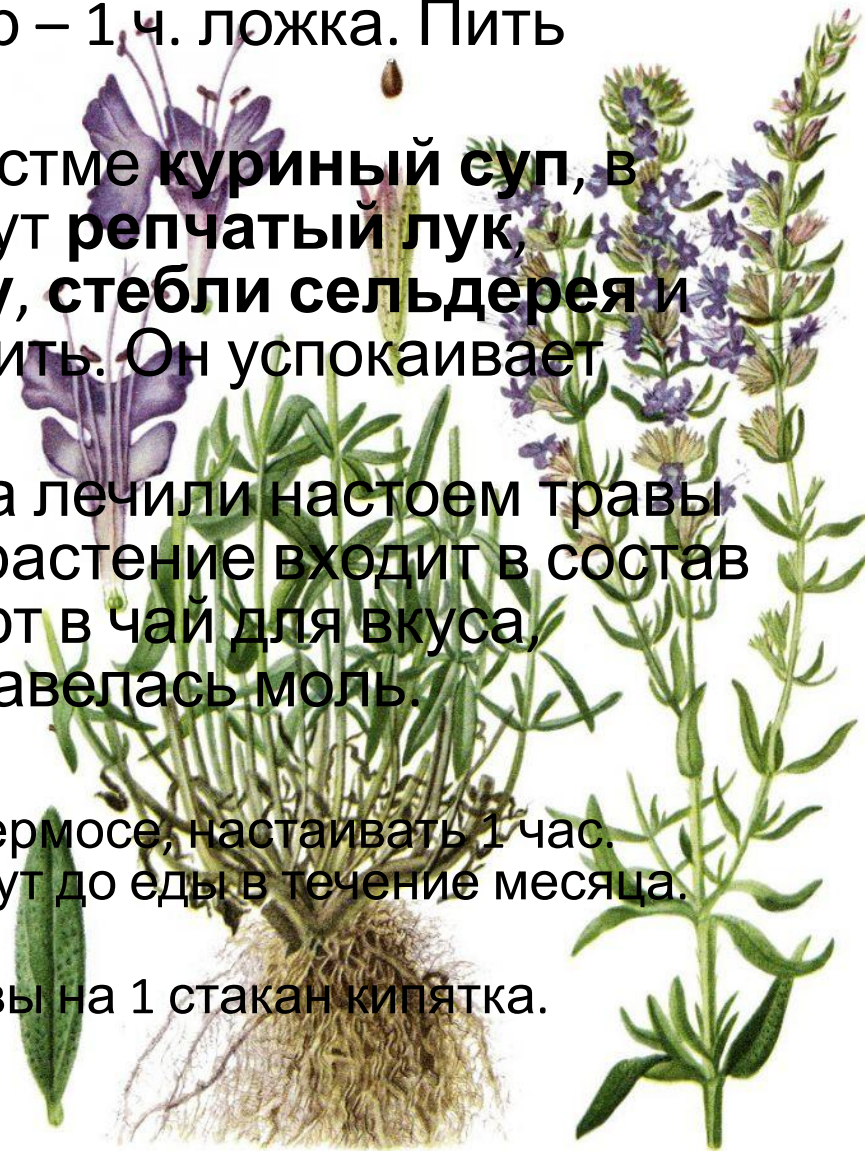 р – 1 ч. ложка. Пить
стме куриный суп, в
ут репчатый лук,
у, стебли сельдерея и
ить. Он успокаивает
а лечили настоем травы
растение входит в состав
от в чай для вкуса,
авелась моль.
ермосе, настаивать 1 час.
ут до еды в течение месяца.
вы на 1 стакан кипятка.